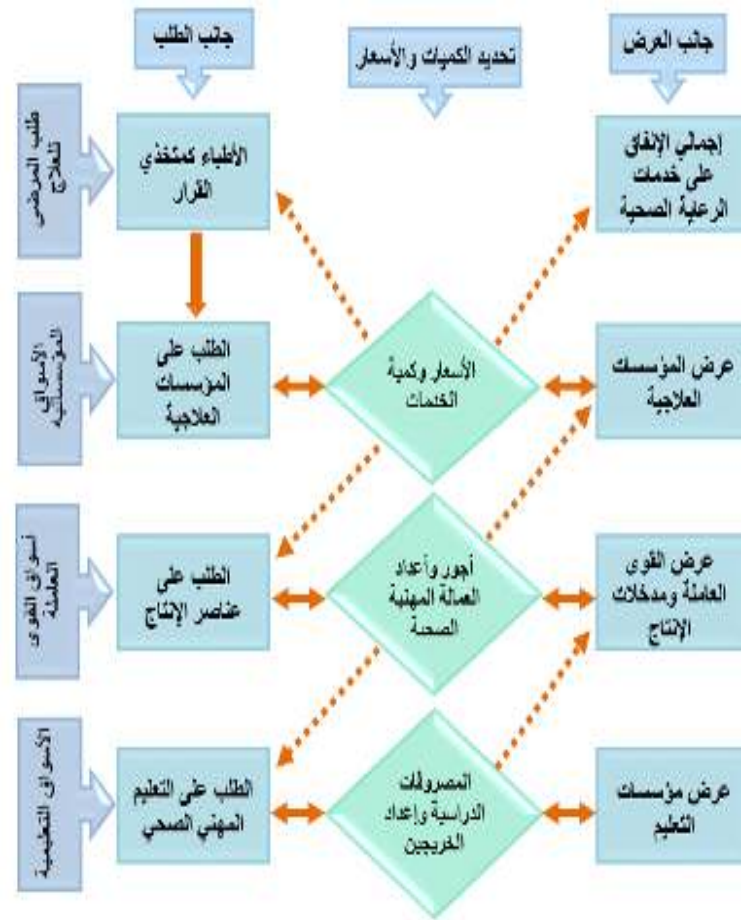 جانب العرض
تحديد الكميات والأسعار
جانب الطلب
طلب المرضى
للعلاج
إجمالي الإنفاق
على خدمات
الرعاية الصحية
الأطباء كمتخذي
القرار
الأسواق
المؤسساتية
عرض المؤسسات
العلاجية
الأسعار وكمية
الخدمات
الطلب على
المؤسسات
العلاجية
أسواق القوى
العاملة
عرض القوى
العاملة ومدخلات
الإنتاج
أجور وأعداد
العمالة المهنية
الصحية
الطلب على
عناصر الإنتاج
الأسواق التعليمية
عرض مؤسسات
التعليم
المصروفات
الدراسية وإعداد
الخريجين
الطلب على التعليم
المهني الصحي